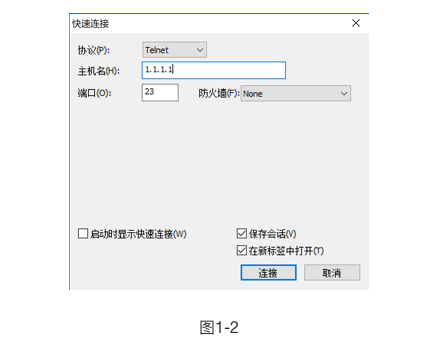 快速连接
协议(P): Telnet
主机名(H): 1.1.1.1
端口(O): 23 防火墙(F): None
启动时显示快速连接(W) 保存会话(V)
在新标签中打开(T)
连接 取消
图1-2